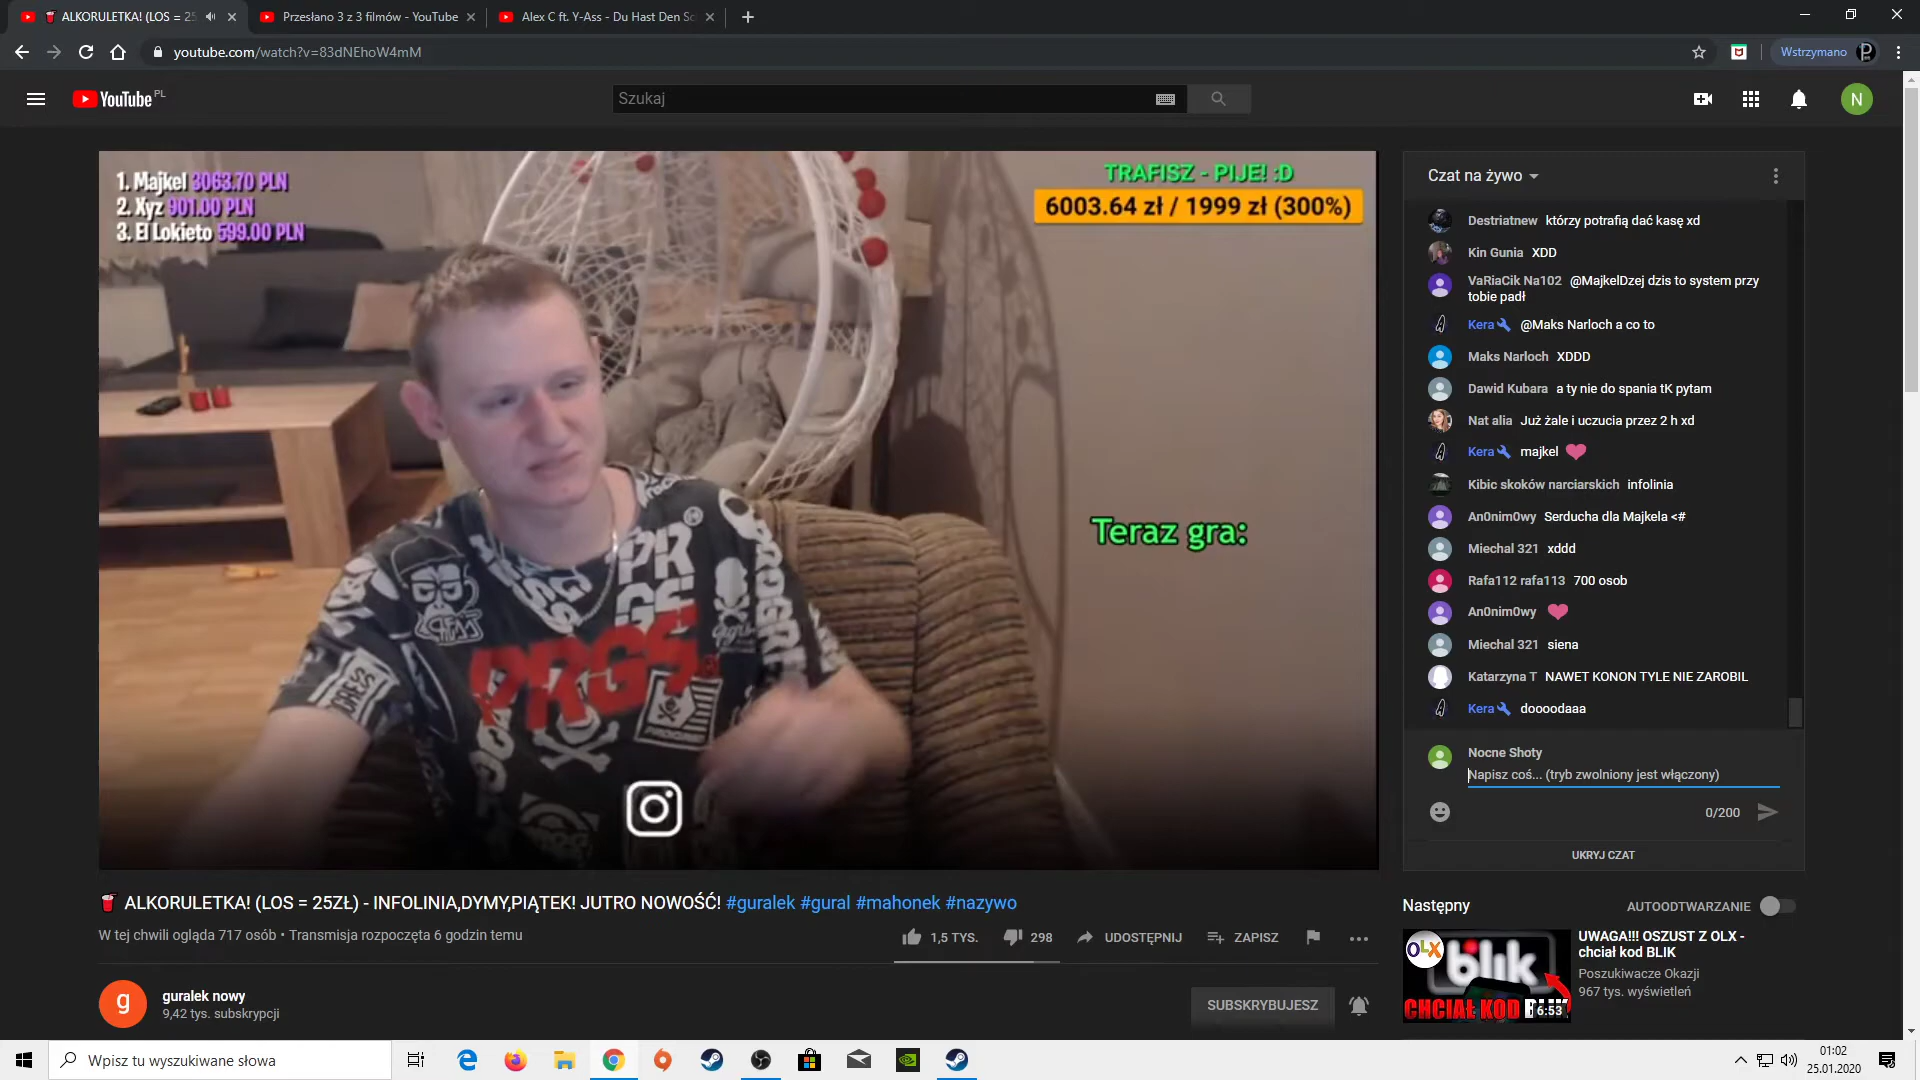 ALKORULETKA! (LOS = 25
Przesłano 3 z 3 filmów - YouTube
Alex C ft. Y-Ass - Du Hast Den Sc
youtube.com/watch?v=83dNEhoW4mM
Wstrzymano
YouTube PL
Szukaj
N
1. Majkel 3063.70 PLN
2. Xyz 901.00 PLN
3. El Lokieto 599.00 PLN
TRAFISZ - PIJE! :D
6003.64 zł / 1999 zł (300%)
PRGS
Teraz gra:
Czat na żywo
Destriatnew którzy potrafią dać kasę xd
Kin Gunia XDD
VaRiaCik Na102 @MajkelDzej dzis to system przy
tobie padł
Kera @Maks Narloch a co to
Maks Narloch XDDD
Dawid Kubara a ty nie do spania tK pytam
Nat alia Już żale i uczucia przez 2 h xd
Kera majkel
Kibic skoków narciarskich infolinia
An0nim0wy Serducha dla Majkela <#
Miechal 321 xddd
Rafa112 rafa113 700 osob
An0nim0wy
Miechal 321 siena
Katarzyna T NAWET KONON TYLE NIE ZAROBIL
Kera doooodaaa
Nocne Shoty
Napisz coś... (tryb zwolniony jest włączony)
0/200
UKRYJ CZAT
ALKORULETKA! (LOS = 25ZŁ) - INFOLINIA,DYMY,PIĄTEK! JUTRO NOWOŚĆ! #guralek #gural #mahonek #nazywo
W tej chwili ogląda 717 osób • Transmisja rozpoczęta 6 godzin temu
1,5 TYS.
298
UDOSTĘPNIJ
ZAPISZ
g
guralek nowy
9,42 tys. subskrypcji
SUBSKRYBUJESZ
Następny
AUTOODTWARZANIE
OLX
blik
CHCIAŁ KOD
6:53
UWAGA!!! OSZUST Z OLX -
chciał kod BLIK
Poszukiwacze Okazji
967 tys. wyświetleń
Wpisz tu wyszukiwane słowa
01:02
25.01.2020